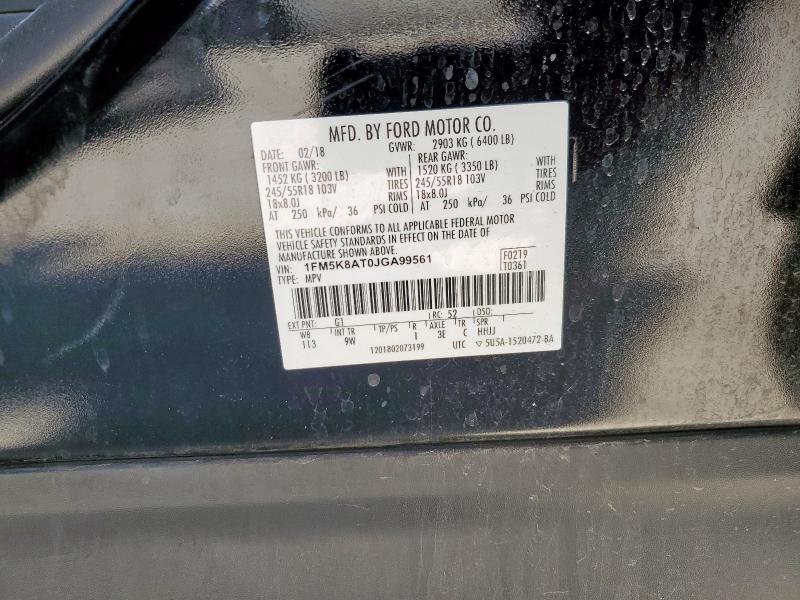 MFD. BY FORD MOTOR CO.
DATE: 02/18 GVWR: 2903 KG ( 6400 LB)
FRONT GAWR: REAR GAWR:
1452 KG ( 3200 LB) WITH 1520 KG ( 3350 LB) WITH
245/55R18 103V TIRES 245/55R18 103V TIRES
18x8.0J RIMS 18x8.0J RIMS
AT 250 kPa/ 36 PSI COLD AT 250 kPa/ 36 PSI COLD
THIS VEHICLE CONFORMS TO ALL APPLICABLE FEDERAL MOTOR
VEHICLE SAFETY STANDARDS IN EFFECT ON THE DATE OF
MANUFACTURE SHOWN ABOVE.
VIN: 1FM5K8AT0JGA99561 F0219
TYPE: MPV T0361
EXT PNT: G1 RC: 52 DSO:
WB INT TR TP/PS R AXLE TR SPR
113 9W 1 3E C HHJJ
1201802073199 UTC ▽ 5U5A-1520472-BA